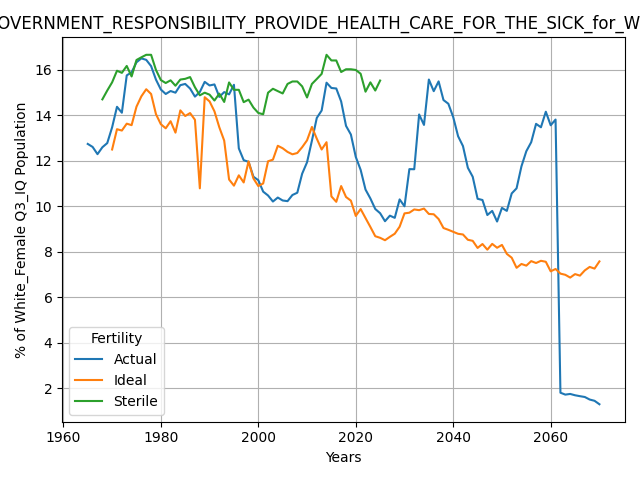 OVERNMENT_RESPONSIBILITY_PROVIDE_HEALTH_CARE_FOR_THE_SICK_for_W
% of White_Female Q3_IQ Population
16
14
12
10
8
6
4
2
Fertility
Actual
Ideal
Sterile
1960 1980 2000 2020 2040 2060
Years